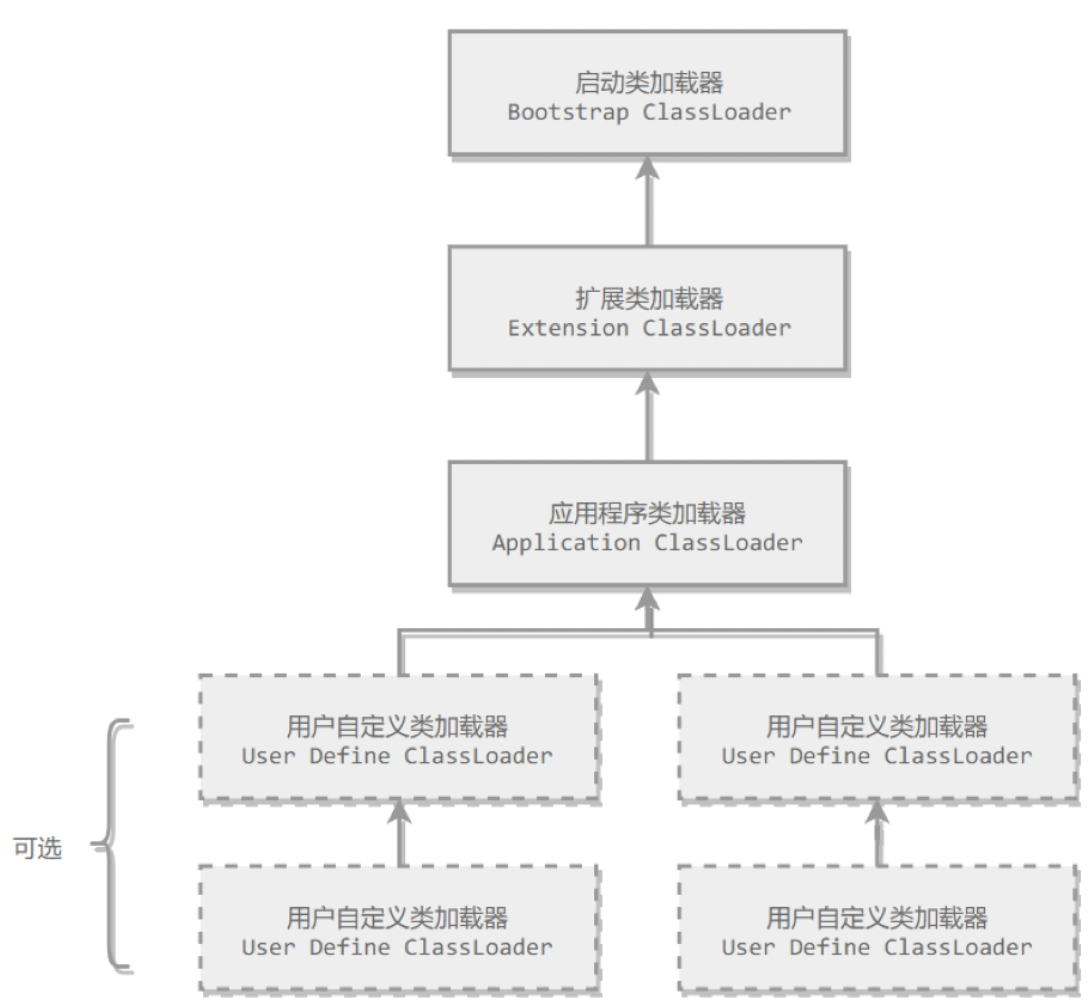 启动类加载器
Bootstrap ClassLoader
扩展类加载器
Extension ClassLoader
应用程序类加载器
Application ClassLoader
用户自定义类加载器
User Define ClassLoader
用户自定义类加载器
User Define ClassLoader
可选
用户自定义类加载器
User Define ClassLoader
用户自定义类加载器
User Define ClassLoader